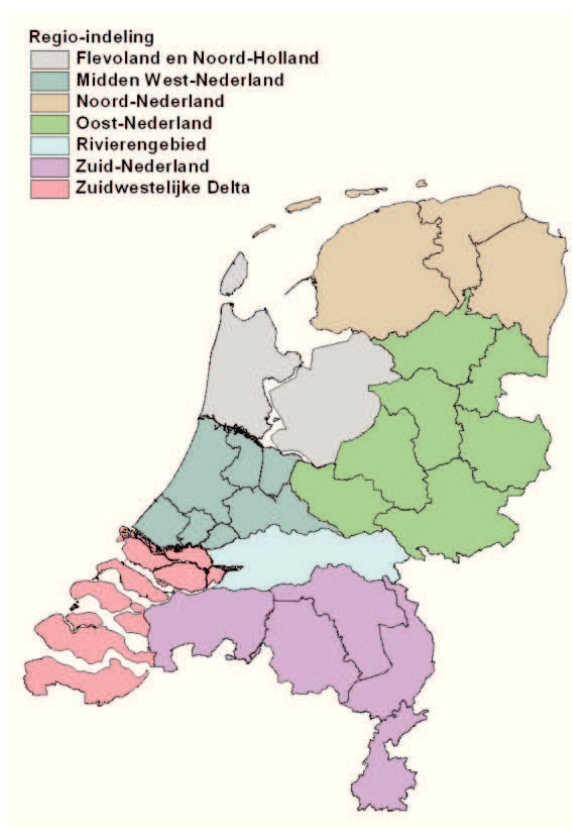 Regio-indeling
Flevoland en Noord-Holland
Midden West-Nederland
Noord-Nederland
Oost-Nederland
Rivierengebied
Zuid-Nederland
Zuidwestelijke Delta